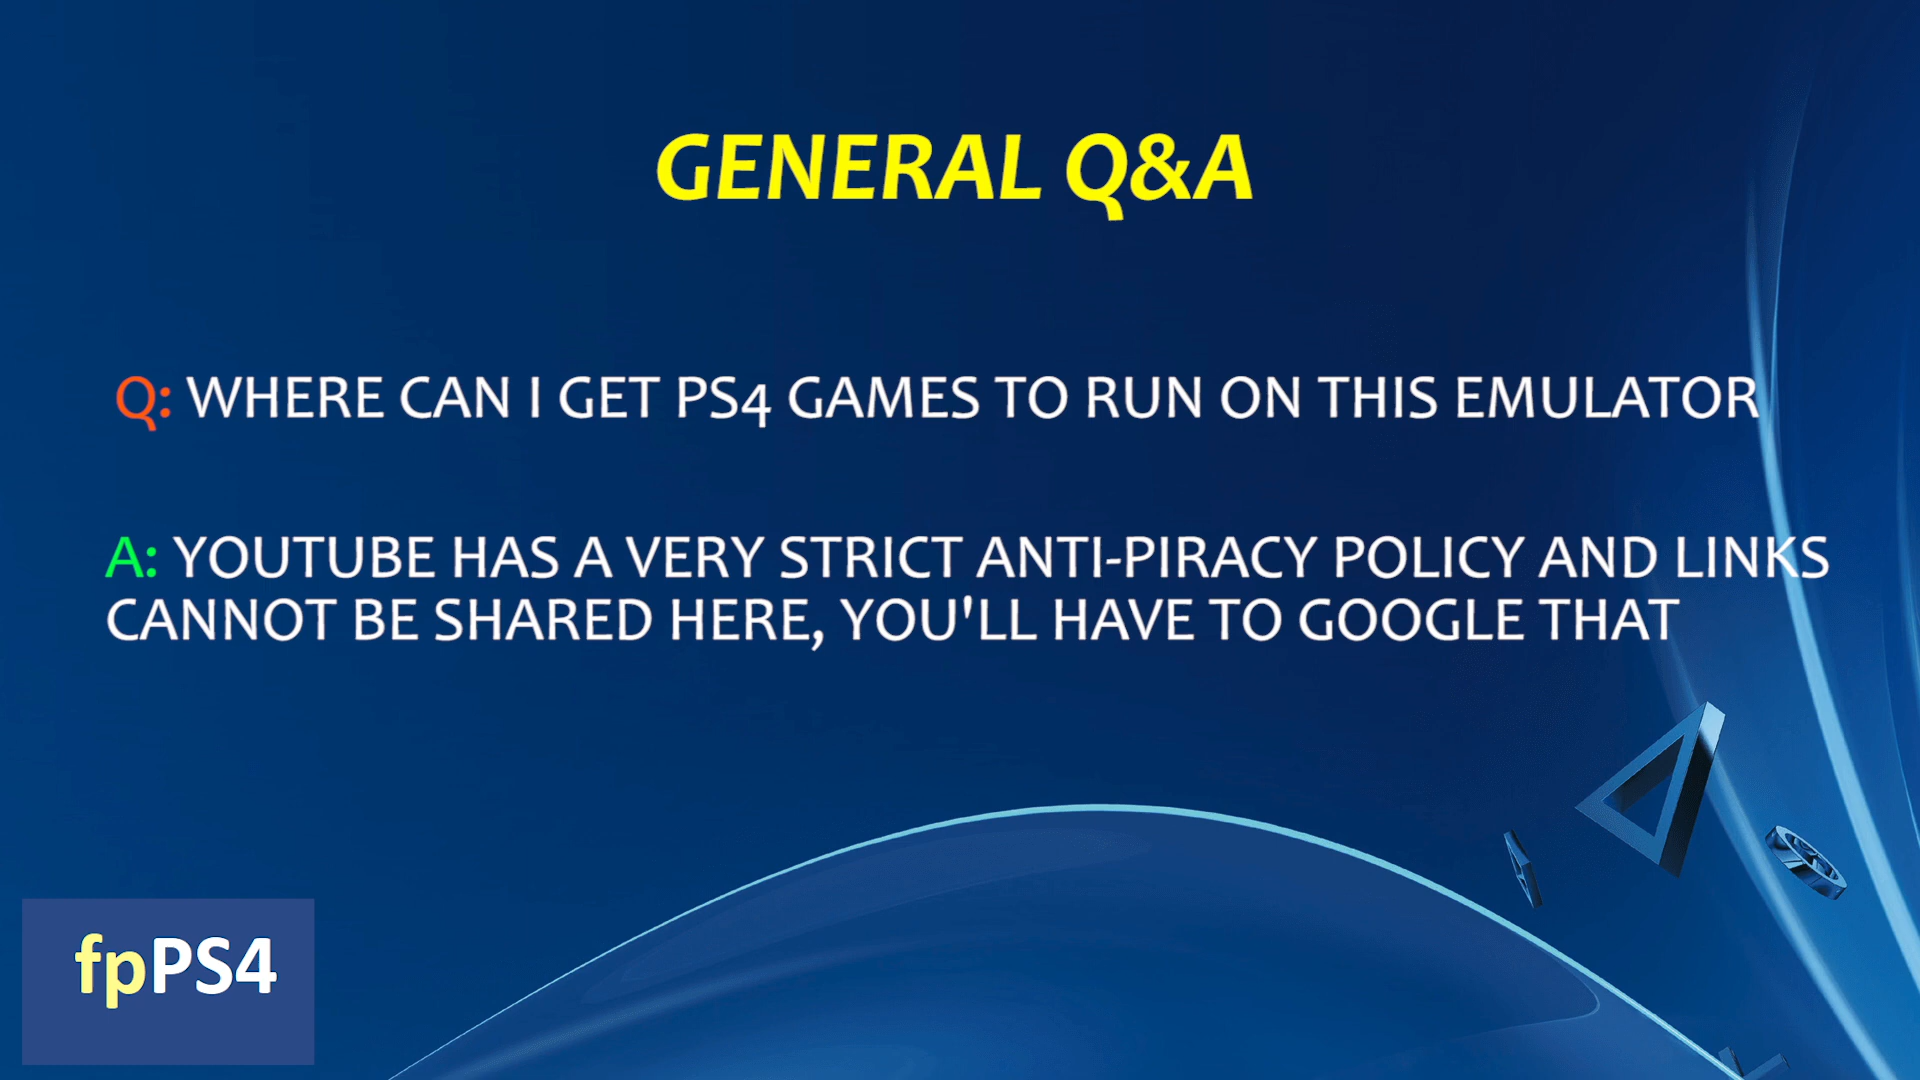 GENERAL Q&A
Q: WHERE CAN I GET PS4 GAMES TO RUN ON THIS EMULATOR
A: YOUTUBE HAS A VERY STRICT ANTI-PIRACY POLICY AND LINKS
CANNOT BE SHARED HERE, YOU'LL HAVE TO GOOGLE THAT
fpPS4